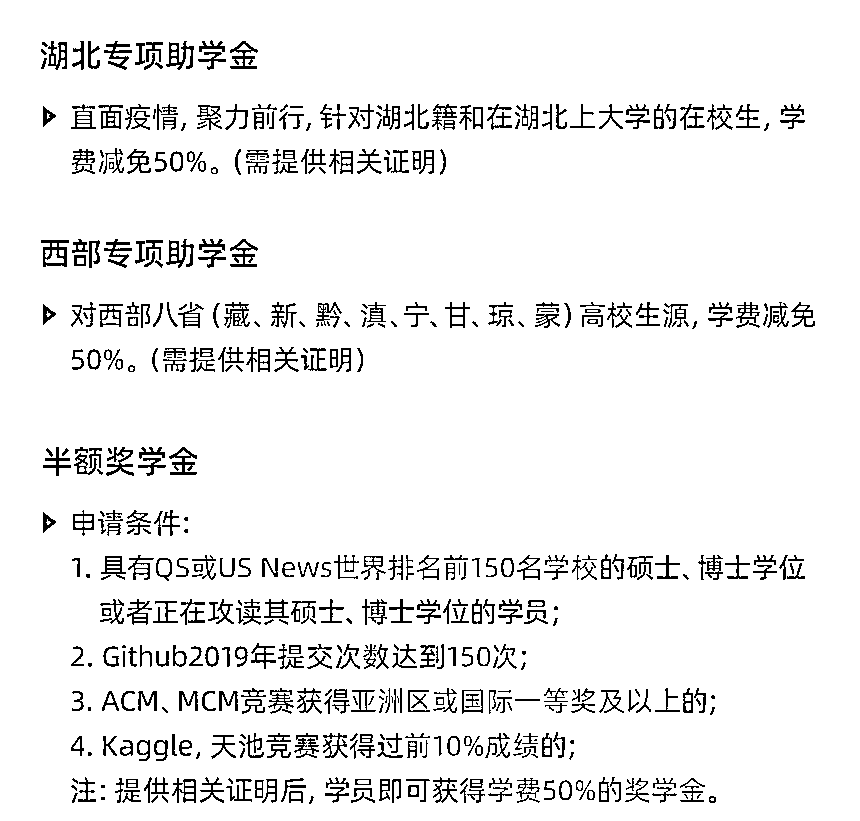 湖北专项助学金
直面疫情, 聚力前行, 针对湖北籍和在湖北上大学的在校生, 学
费减免50%。(需提供相关证明)
西部专项助学金
对西部八省 (藏、新、黔、滇、宁、甘、琼、蒙) 高校生源, 学费减免
50%。(需提供相关证明)
半额奖学金
申请条件:
1. 具有QS或US News世界排名前150名学校的硕士、博士学位
或者正在攻读其硕士、博士学位的学员;
2. Github2019年提交次数达到150次;
3. ACM、MCM竞赛获得亚洲区或国际一等奖及以上的;
4. Kaggle, 天池竞赛获得过前10%成绩的;
注: 提供相关证明后, 学员即可获得学费50%的奖学金。